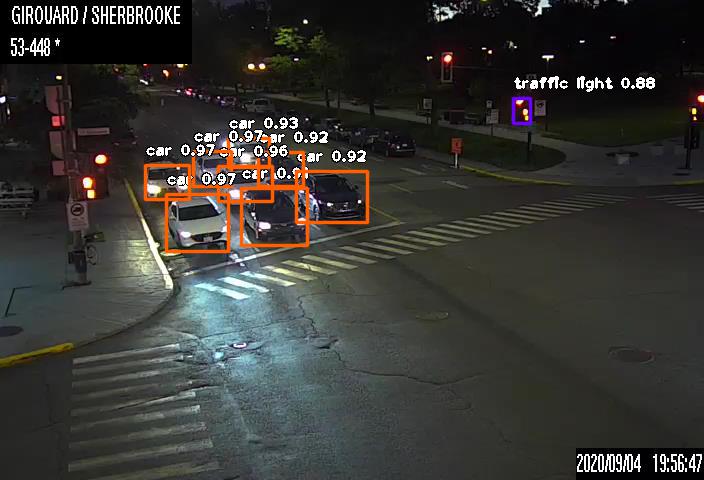 GIROUARD / SHERBROOKE
53-448 *
traffic light 0.88
car 0.93
car 0.97
car 0.92
car 0.97
car 0.96
car 0.92
car 0.97
2020/09/04 19:56:47